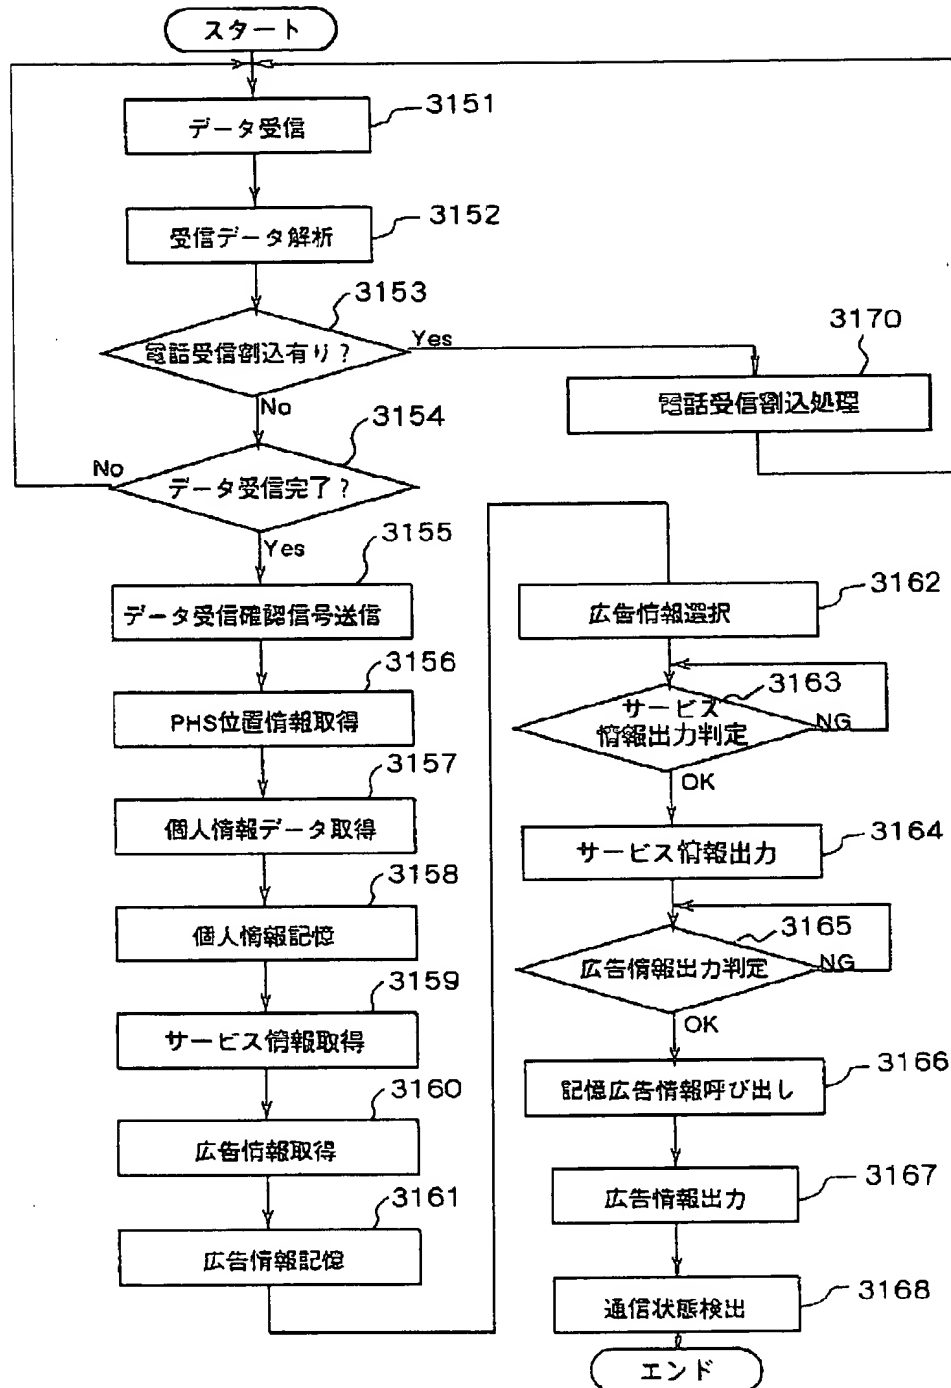 スタート
3151
データ受信
3152
受信データ解析
3153
電話受信割込有り？
Yes
No
3170
電話受信割込処理
3154
データ受信完了？
No
Yes
3155
データ受信確認信号送信
3156
PHS位置情報取得
3157
個人情報データ取得
3158
個人情報記憶
3159
サービス情報取得
3160
広告情報取得
3161
広告情報記憶
3162
広告情報選択
3163
サービス
情報出力判定
NG
OK
3164
サービス情報出力
3165
広告情報出力判定
NG
OK
3166
記憶広告情報呼び出し
3167
広告情報出力
3168
通信状態検出
エンド